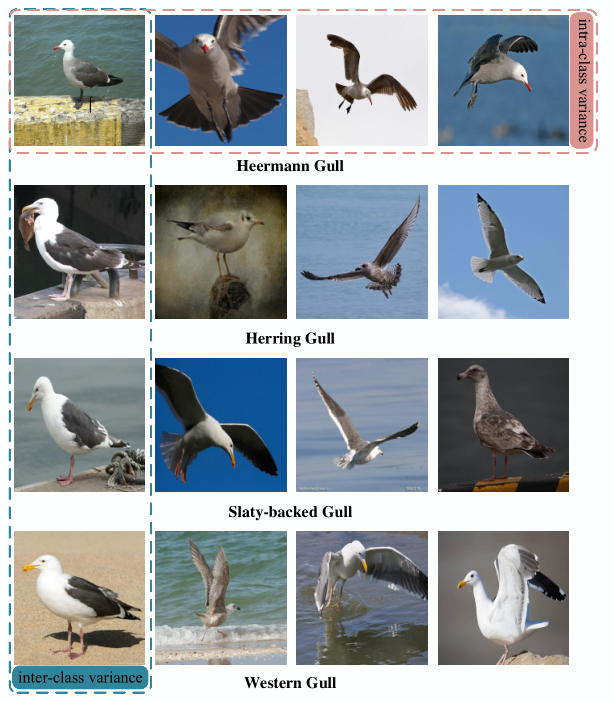 intra-class variance
Heermann Gull
Herring Gull
Slaty-backed Gull
inter-class variance
Western Gull